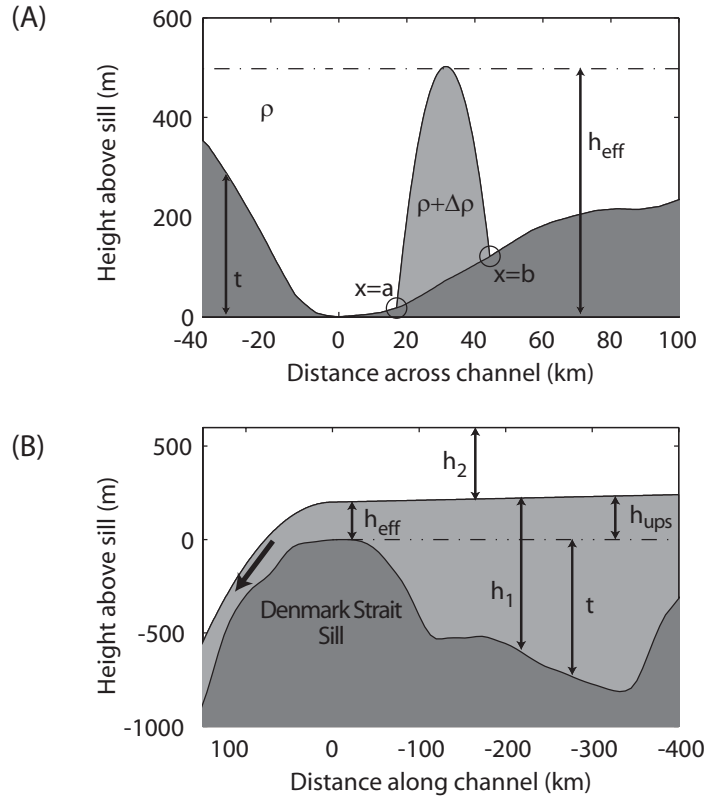 (A)
Height above sill (m)
600
400
200
0
ρ
ρ+Δρ
h_eff
t
x=a
x=b
-40 -20 0 20 40 60 80 100
Distance across channel (km)
(B)
Height above sill (m)
500
0
-500
-1000
h_2
h_eff
h_ups
h_1
t
Denmark Strait
Sill
100 0 -100 -200 -300 -400
Distance along channel (km)